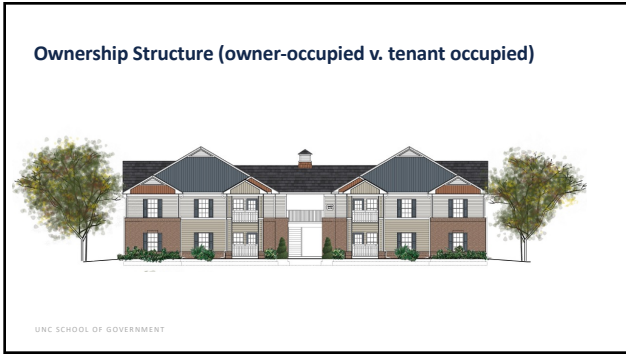 Ownership Structure (owner-occupied v. tenant occupied)
UNC SCHOOL OF GOVERNMENT